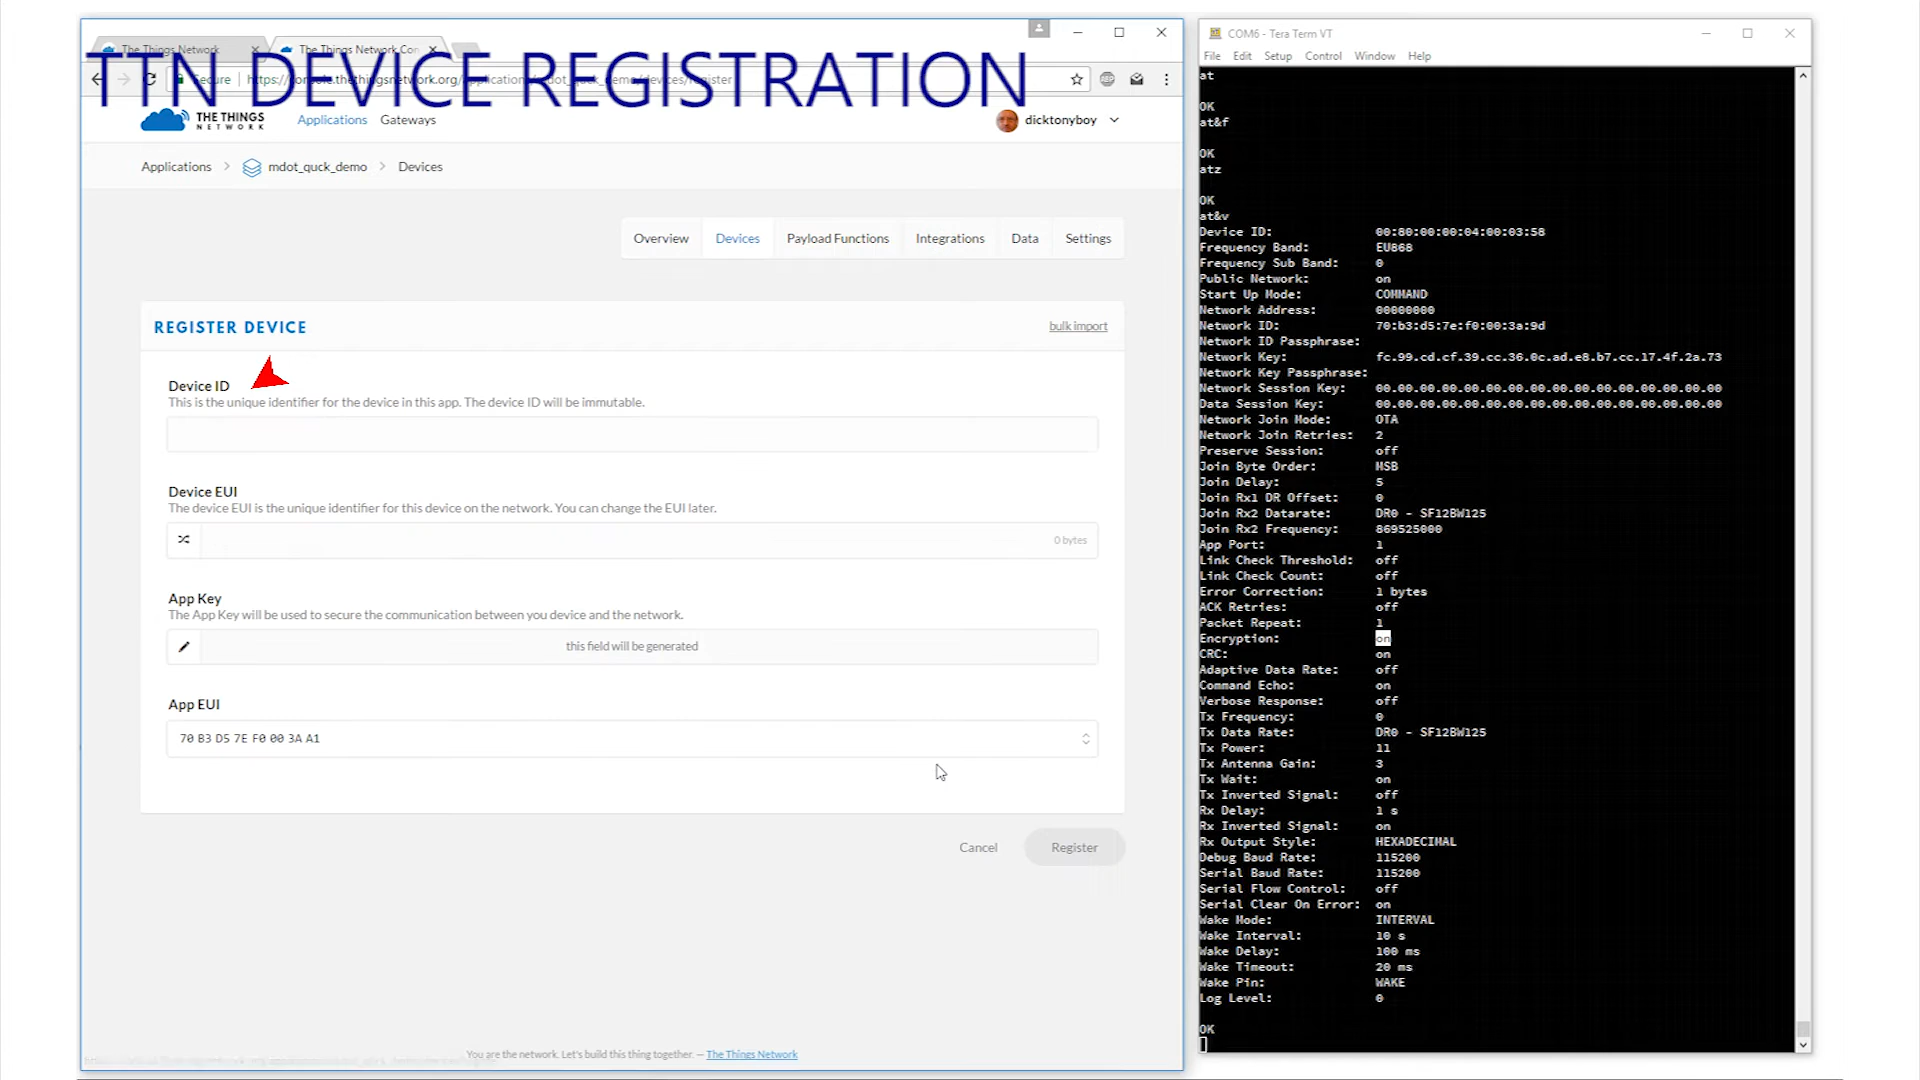 TTN DEVICE REGISTRATION
The Things Network
The Things Network Con
Secure
THE THINGS
NETWORK
Applications
Gateways
dicktonyboy
Applications
mdot_quck_demo
Devices
Overview
Devices
Payload Functions
Integrations
Data
Settings
REGISTER DEVICE
bulk import
Device ID
This is the unique identifier for the device in this app. The device ID will be immutable.
Device EUI
The device EUI is the unique identifier for this device on the network. You can change the EUI later.
0 bytes
App Key
The App Key will be used to secure the communication between you device and the network.
this field will be generated
App EUI
70 B3 D5 7E F0 00 3A A1
Cancel
Register
You are the network. Let's build this thing together. — The Things Network
COM6 - Tera Term VT
File Edit Setup Control Window Help
at
OK
at&f
OK
atz
OK
at&v
Device ID: 00:80:00:00:04:00:03:58
Frequency Band: EU868
Frequency Sub Band: 0
Public Network: on
Start Up Mode: COMMAND
Network Address: 00000000
Network ID: 70:b3:d5:7e:f0:00:3a:9d
Network ID Passphrase:
Network Key: fc.99.cd.cf.39.cc.36.0c.ad.e8.b7.cc.17.4f.2a.73
Network Key Passphrase:
Network Session Key: 00.00.00.00.00.00.00.00.00.00.00.00.00.00.00.00
Data Session Key: 00.00.00.00.00.00.00.00.00.00.00.00.00.00.00.00
Network Join Mode: OTA
Network Join Retries: 2
Preserve Session: off
Join Byte Order: MSB
Join Delay: 5
Join Rx1 DR Offset: 0
Join Rx2 Datarate: DR0 - SF12BW125
Join Rx2 Frequency: 869525000
App Port: 1
Link Check Threshold: off
Link Check Count: off
Error Correction: 1 bytes
ACK Retries: off
Packet Repeat: 1
Encryption: on
CRC: on
Adaptive Data Rate: off
Command Echo: on
Verbose Response: off
Tx Frequency: 0
Tx Data Rate: DR0 - SF12BW125
Tx Power: 11
Tx Antenna Gain: 3
Tx Wait: on
Tx Inverted Signal: off
Rx Delay: 1 s
Rx Inverted Signal: on
Rx Output Style: HEXADECIMAL
Debug Baud Rate: 115200
Serial Baud Rate: 115200
Serial Flow Control: off
Serial Clear On Error: on
Wake Mode: INTERVAL
Wake Interval: 10 s
Wake Delay: 100 ms
Wake Timeout: 20 ms
Wake Pin: WAKE
Log Level: 0
OK